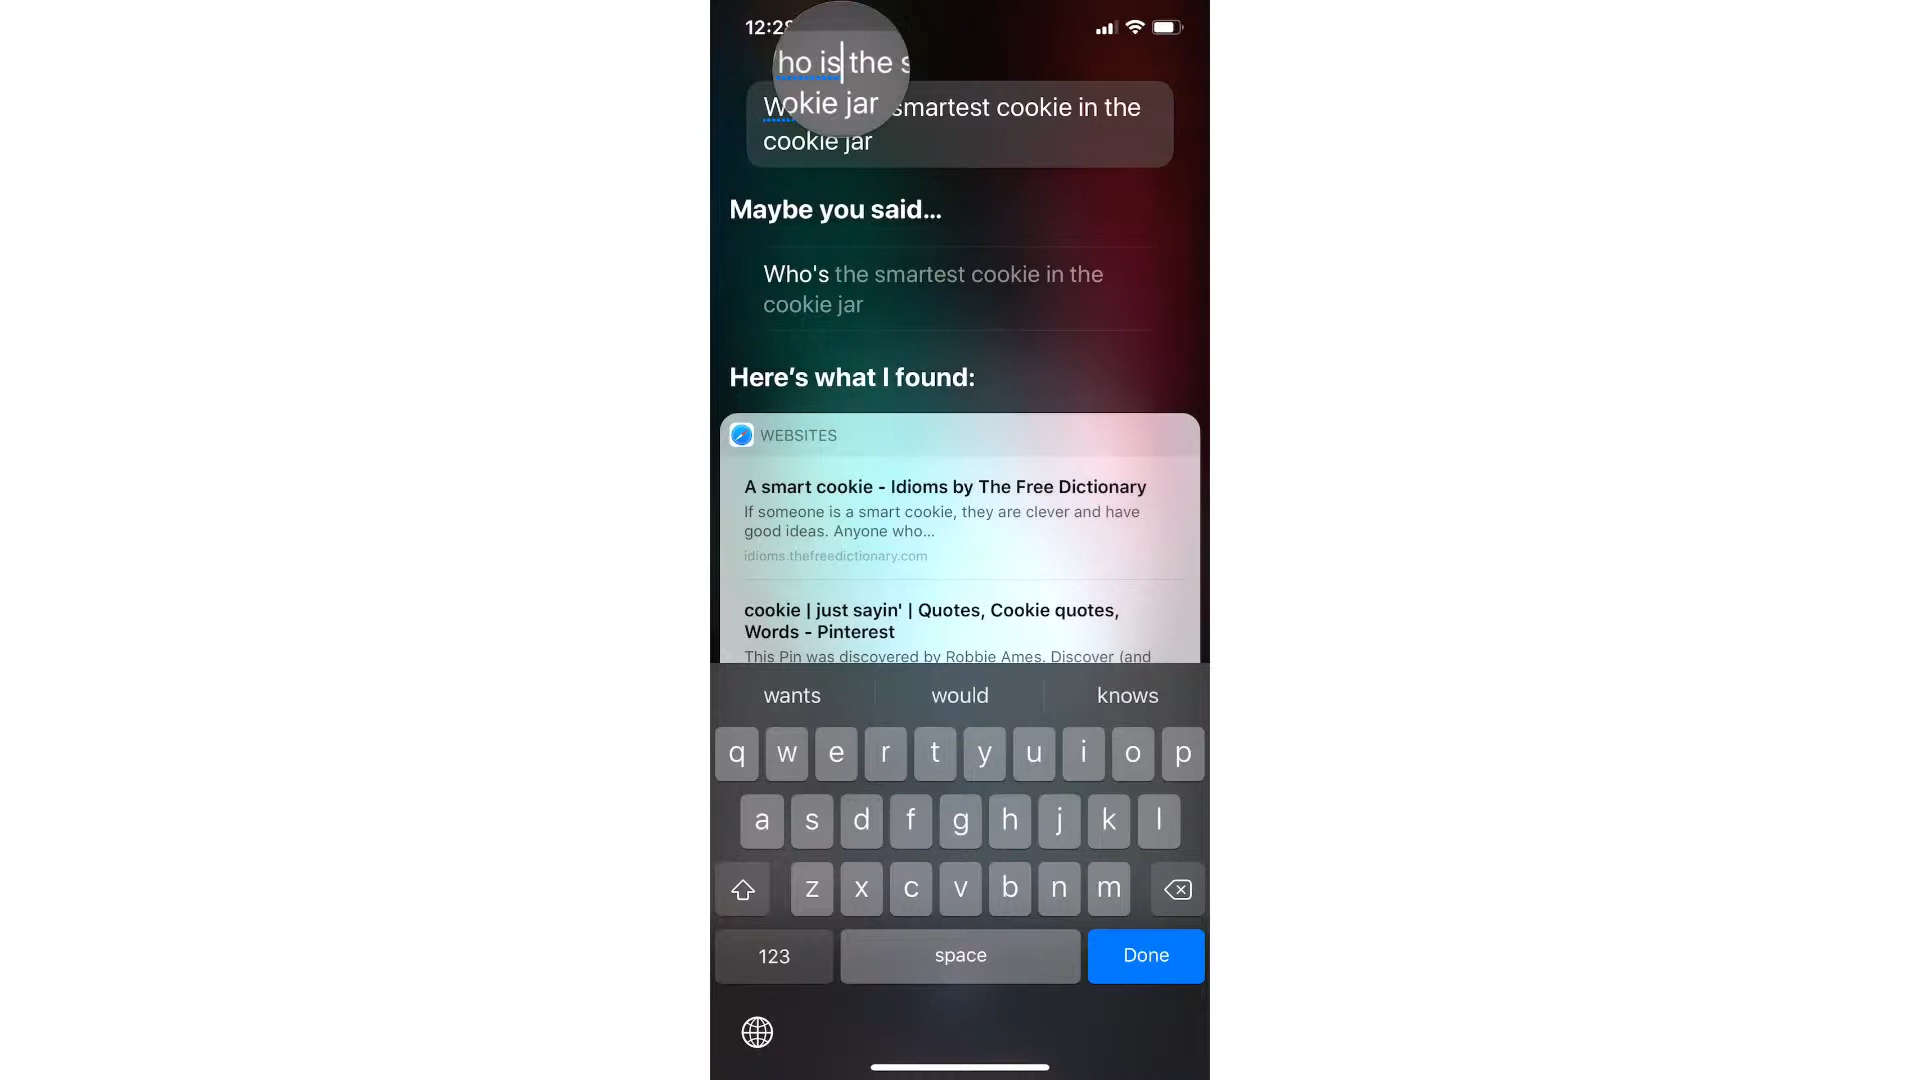 12:28
ho is the s
okie jar
W smartest cookie in the
cookie jar
Maybe you said...
Who's the smartest cookie in the
cookie jar
Here's what I found:
WEBSITES
A smart cookie - Idioms by The Free Dictionary
If someone is a smart cookie, they are clever and have
good ideas. Anyone who...
idioms.thefreedictionary.com
cookie | just sayin' | Quotes, Cookie quotes,
Words - Pinterest
This Pin was discovered by Robbie Ames. Discover (and
wants would knows
q w e r t y u i o p
a s d f g h j k l
z x c v b n m
123 space Done